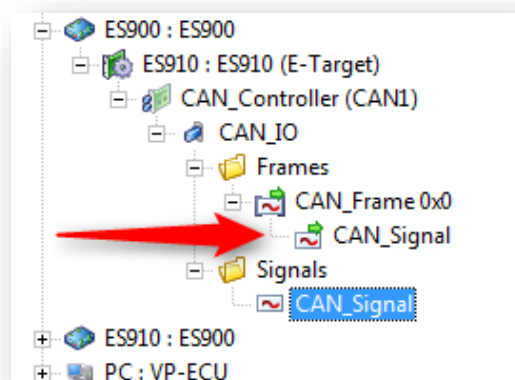 ES900 : ES900
ES910 : ES910 (E-Target)
CAN_Controller (CAN1)
CAN_IO
Frames
CAN_Frame 0x0
CAN_Signal
Signals
CAN_Signal
ES910 : ES900
PC : VP-ECU